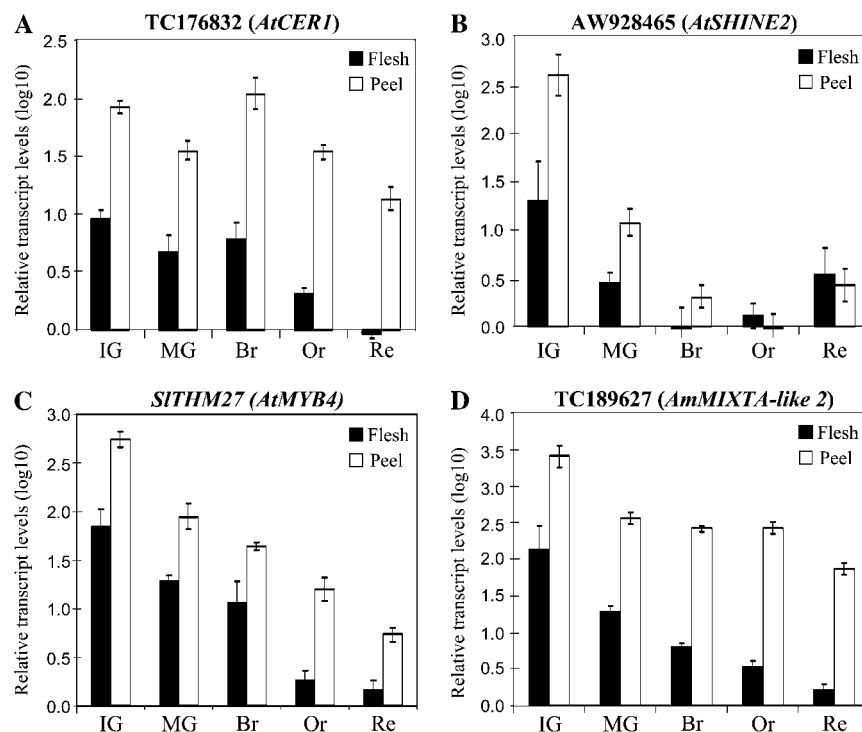 A
TC176832 (AtCER1)
Relative transcript levels (log10)
2.5
2.0
1.5
1.0
0.5
0.0
Flesh
Peel
IG MG Br Or Re
B
AW928465 (AtSHINE2)
Relative transcript levels (log10)
3.0
2.5
2.0
1.5
1.0
0.5
0.0
Flesh
Peel
IG MG Br Or Re
C
SlTHM27 (AtMYB4)
Relative transcript levels (log10)
3.0
2.5
2.0
1.5
1.0
0.5
0.0
Flesh
Peel
IG MG Br Or Re
D
TC189627 (AmMIXTA-like 2)
Relative transcript levels (log10)
4.0
3.5
3.0
2.5
2.0
1.5
1.0
0.5
0.0
Flesh
Peel
IG MG Br Or Re